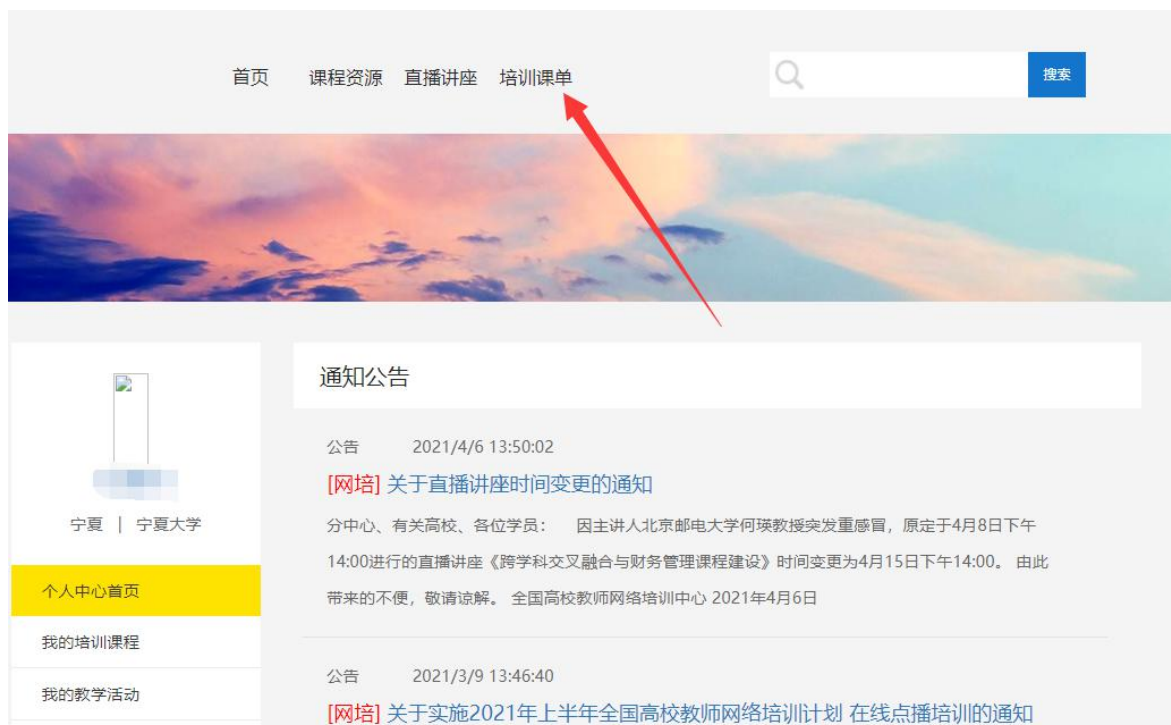 首页 课程资源 直播讲座 培训课单
搜索
通知公告
公告 2021/4/6 13:50:02
[网培] 关于直播讲座时间变更的通知
分中心、有关高校、各位学员： 因主讲人北京邮电大学何瑛教授突发重感冒，原定于4月8日下午
14:00进行的直播讲座《跨学科交叉融合与财务管理课程建设》时间变更为4月15日下午14:00。 由此
带来的不便，敬请谅解。 全国高校教师网络培训中心 2021年4月6日
公告 2021/3/9 13:46:40
[网培] 关于实施2021年上半年全国高校教师网络培训计划 在线点播培训的通知
宁夏 | 宁夏大学
个人中心首页
我的培训课程
我的教学活动